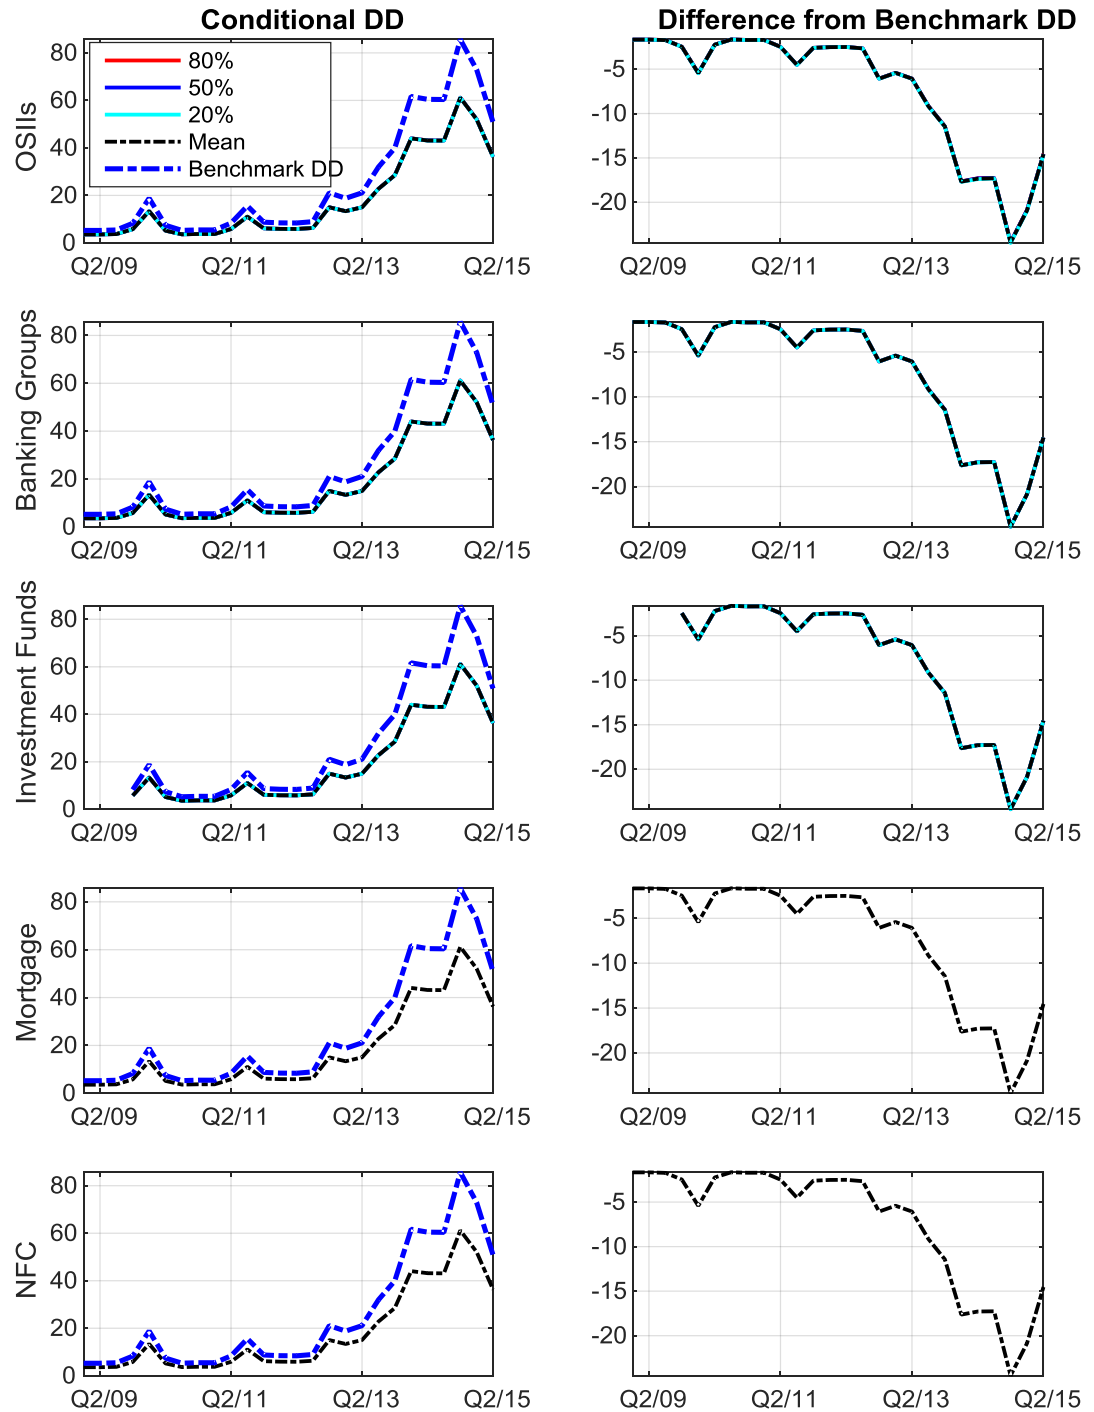 Conditional DD
Difference from Benchmark DD
OSIIs
80
60
40
20
0
80%
50%
20%
Mean
Benchmark DD
Q2/09 Q2/11 Q2/13 Q2/15
-5
-10
-15
-20
Q2/09 Q2/11 Q2/13 Q2/15
Banking Groups
80
60
40
20
0
Q2/09 Q2/11 Q2/13 Q2/15
-5
-10
-15
-20
Q2/09 Q2/11 Q2/13 Q2/15
Investment Funds
80
60
40
20
0
Q2/09 Q2/11 Q2/13 Q2/15
-5
-10
-15
-20
Q2/09 Q2/11 Q2/13 Q2/15
Mortgage
80
60
40
20
0
Q2/09 Q2/11 Q2/13 Q2/15
-5
-10
-15
-20
Q2/09 Q2/11 Q2/13 Q2/15
NFC
80
60
40
20
0
Q2/09 Q2/11 Q2/13 Q2/15
-5
-10
-15
-20
Q2/09 Q2/11 Q2/13 Q2/15